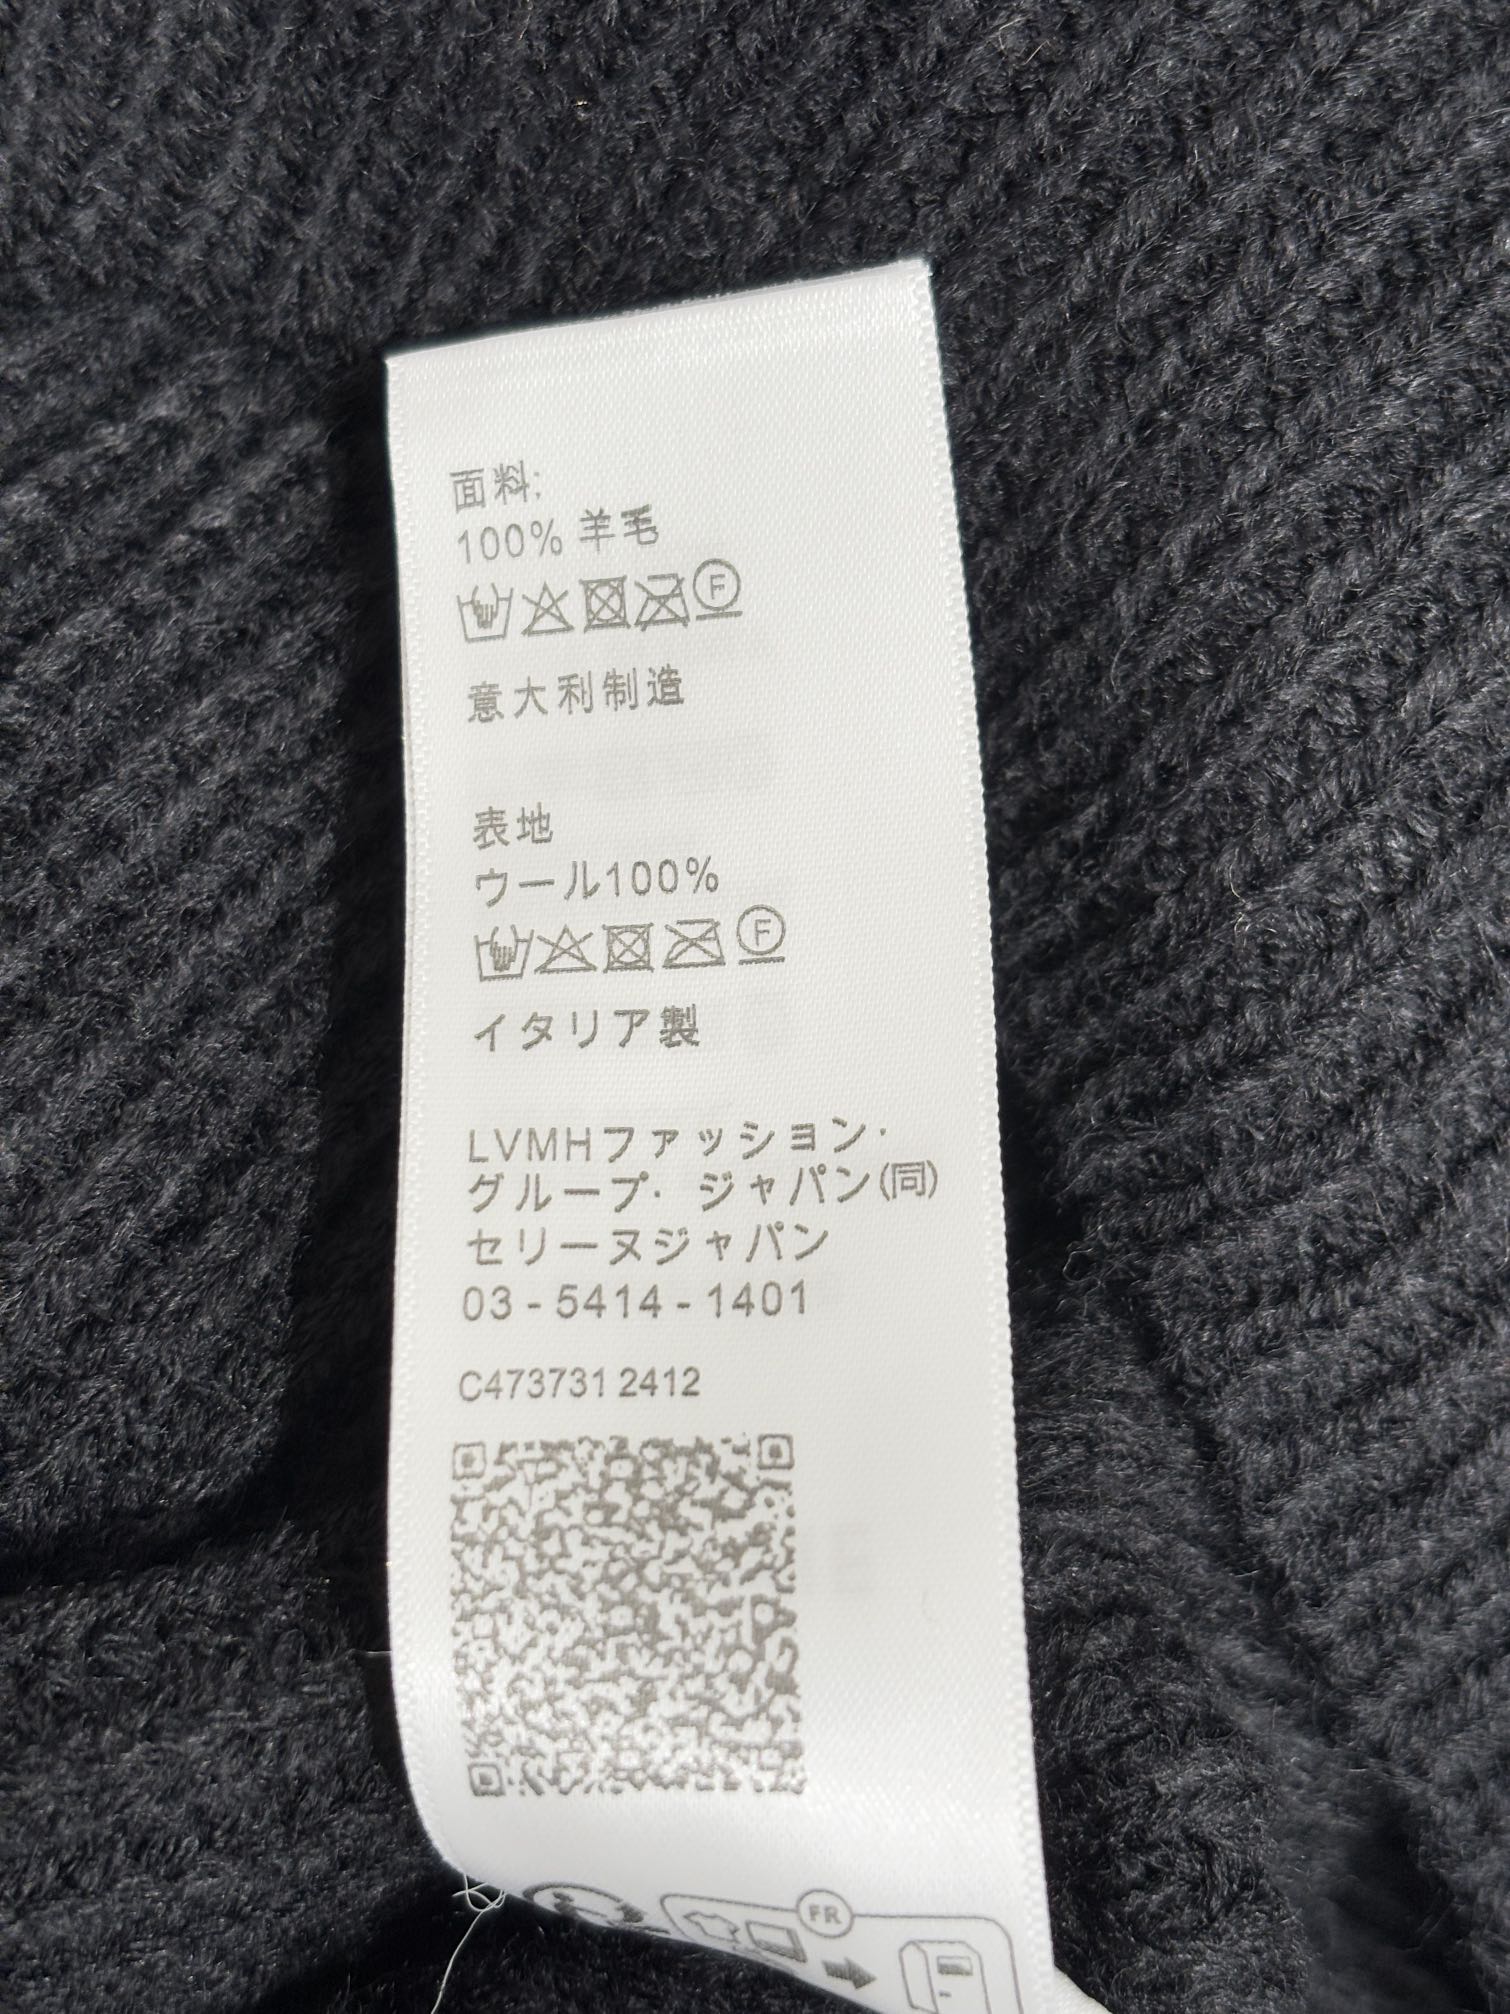 面料:
100% 羊毛
F
意大利制造
表地
ウール100%
F
イタリア製
LVMHファッション·
グループ· ジャパン(同)
セリーヌジャパン
03 - 5414 - 1401
C473731 2412
FR